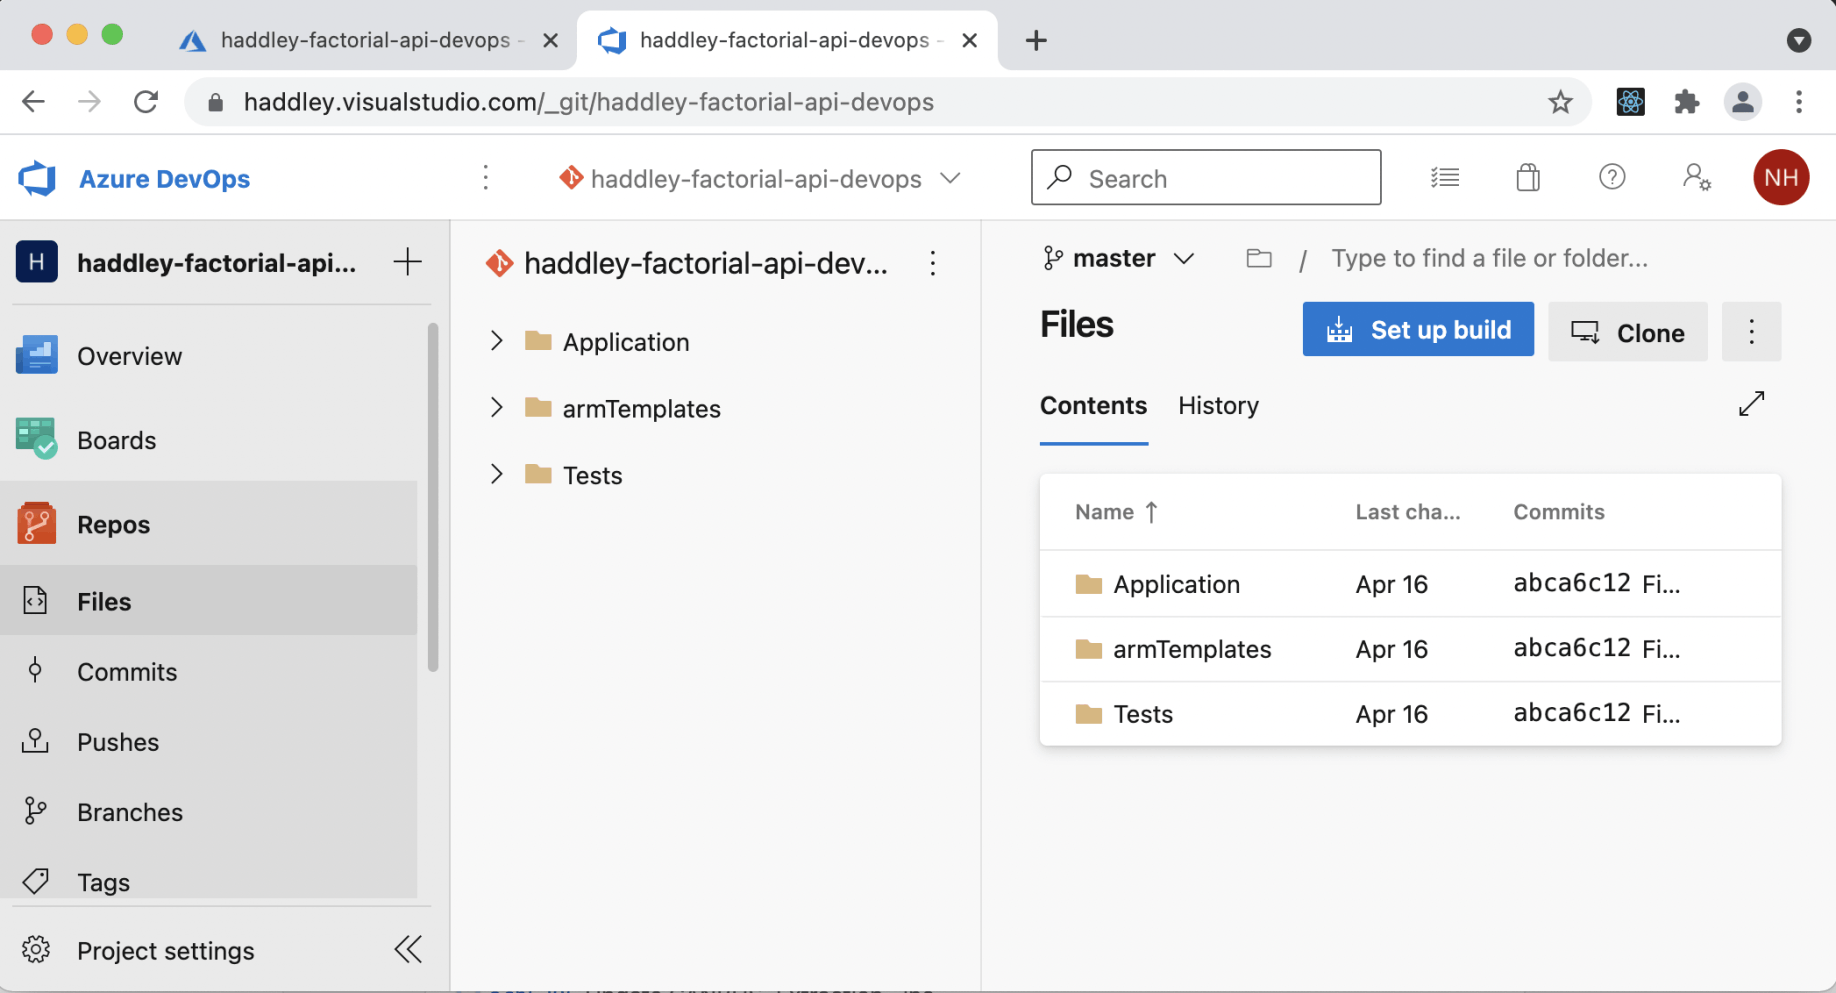 haddley-factorial-api-devops -
haddley-factorial-api-devops -
haddley.visualstudio.com/_git/haddley-factorial-api-devops
Azure DevOps
haddley-factorial-api-devops
Search
NH
H
haddley-factorial-api...
Overview
Boards
Repos
Files
Commits
Pushes
Branches
Tags
Project settings
haddley-factorial-api-dev...
Application
armTemplates
Tests
master
/
Type to find a file or folder...
Files
Set up build
Clone
Contents
History
Name ↑ Last cha... Commits
Application Apr 16 abca6c12 Fi...
armTemplates Apr 16 abca6c12 Fi...
Tests Apr 16 abca6c12 Fi...